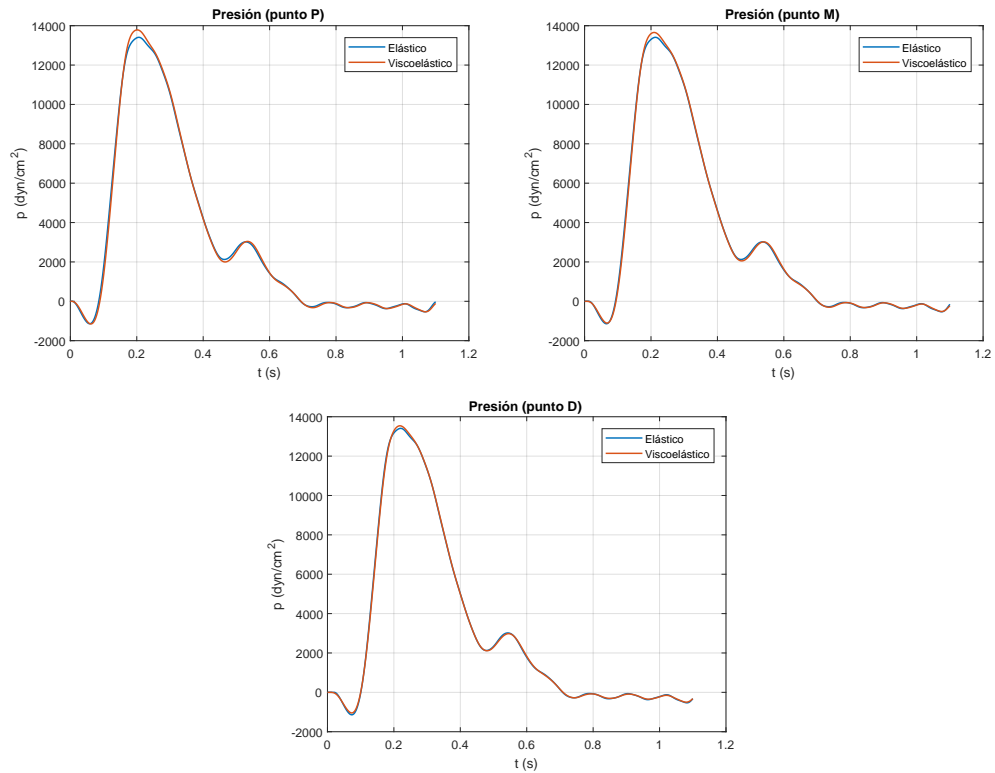 Presión (punto P)
14000
12000
10000
8000
6000
4000
2000
0
-2000
p (dyn/cm²)
Elástico
Viscoelástico
0 0.2 0.4 0.6 0.8 1 1.2
t (s)
Presión (punto M)
14000
12000
10000
8000
6000
4000
2000
0
-2000
p (dyn/cm²)
Elástico
Viscoelástico
0 0.2 0.4 0.6 0.8 1 1.2
t (s)
Presión (punto D)
14000
12000
10000
8000
6000
4000
2000
0
-2000
p (dyn/cm²)
Elástico
Viscoelástico
0 0.2 0.4 0.6 0.8 1 1.2
t (s)